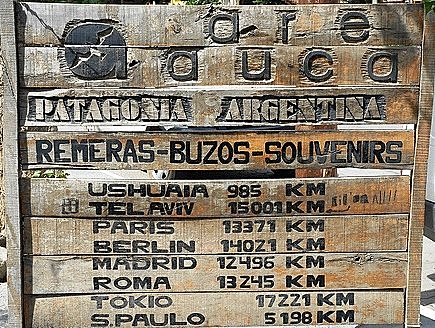 are
auca
PATAGONIA ARGENTINA
REMERAS-BUZOS-SOUVENIRS
USHUAIA 985 KM
TEL AVIV 15001 KM
PARIS 13371 KM
BERLIN 14021 KM
MADRID 12496 KM
ROMA 13245 KM
TOKIO 17221 KM
S.PAULO 5198 KM